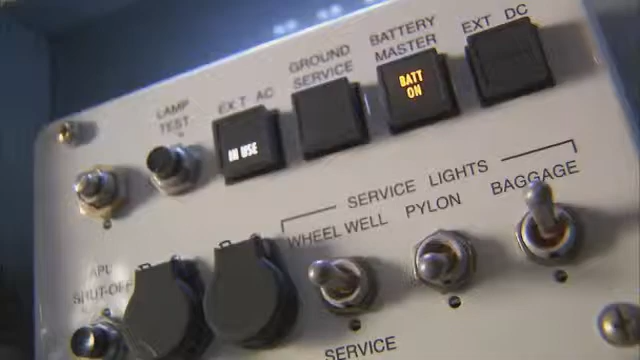 EXT DC
BATTERY
MASTER
GROUND
SERVICE
EXT AC
LAMP
TEST
BATT
ON
IN USE
SERVICE LIGHTS
WHEEL WELL
PYLON
BAGGAGE
APU
SHUT-OFF
SERVICE